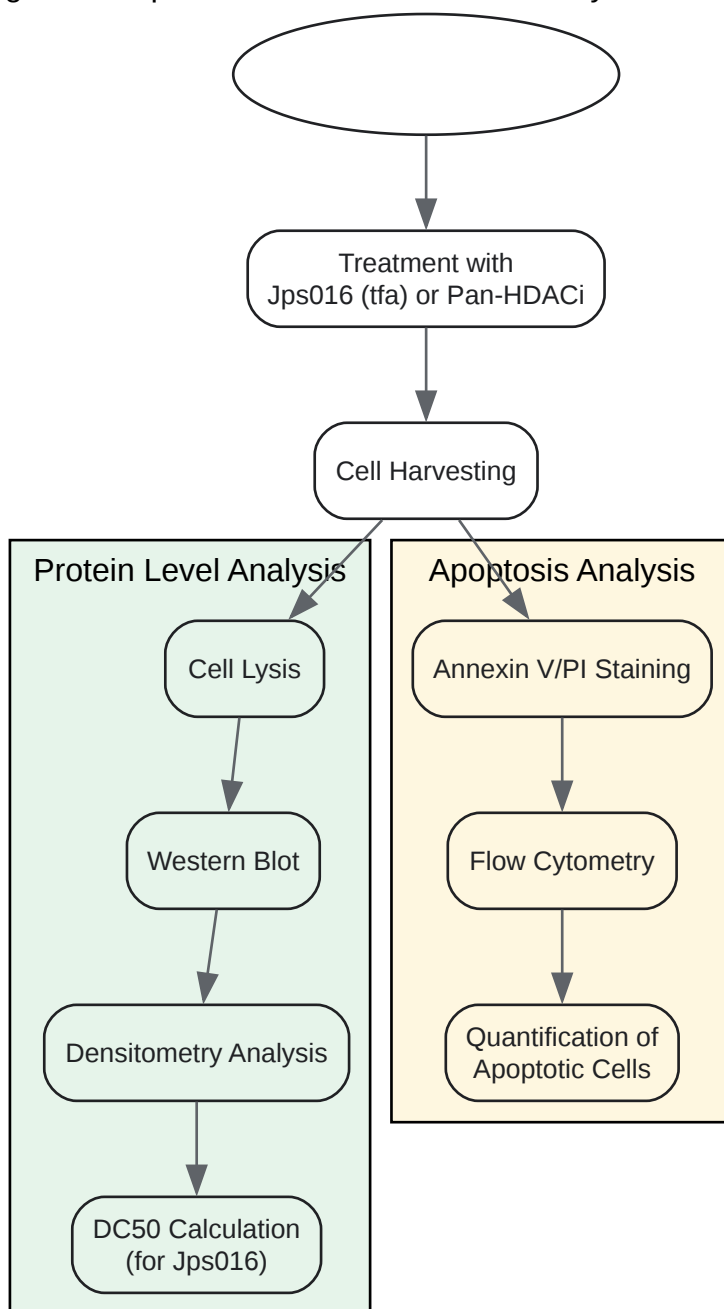 Treatment with
Jps016 (tfa) or Pan-HDACi
Cell Harvesting
Protein Level Analysis
Cell Lysis
Western Blot
Densitometry Analysis
DC50 Calculation
(for Jps016)
Apoptosis Analysis
Annexin V/PI Staining
Flow Cytometry
Quantification of
Apoptotic Cells